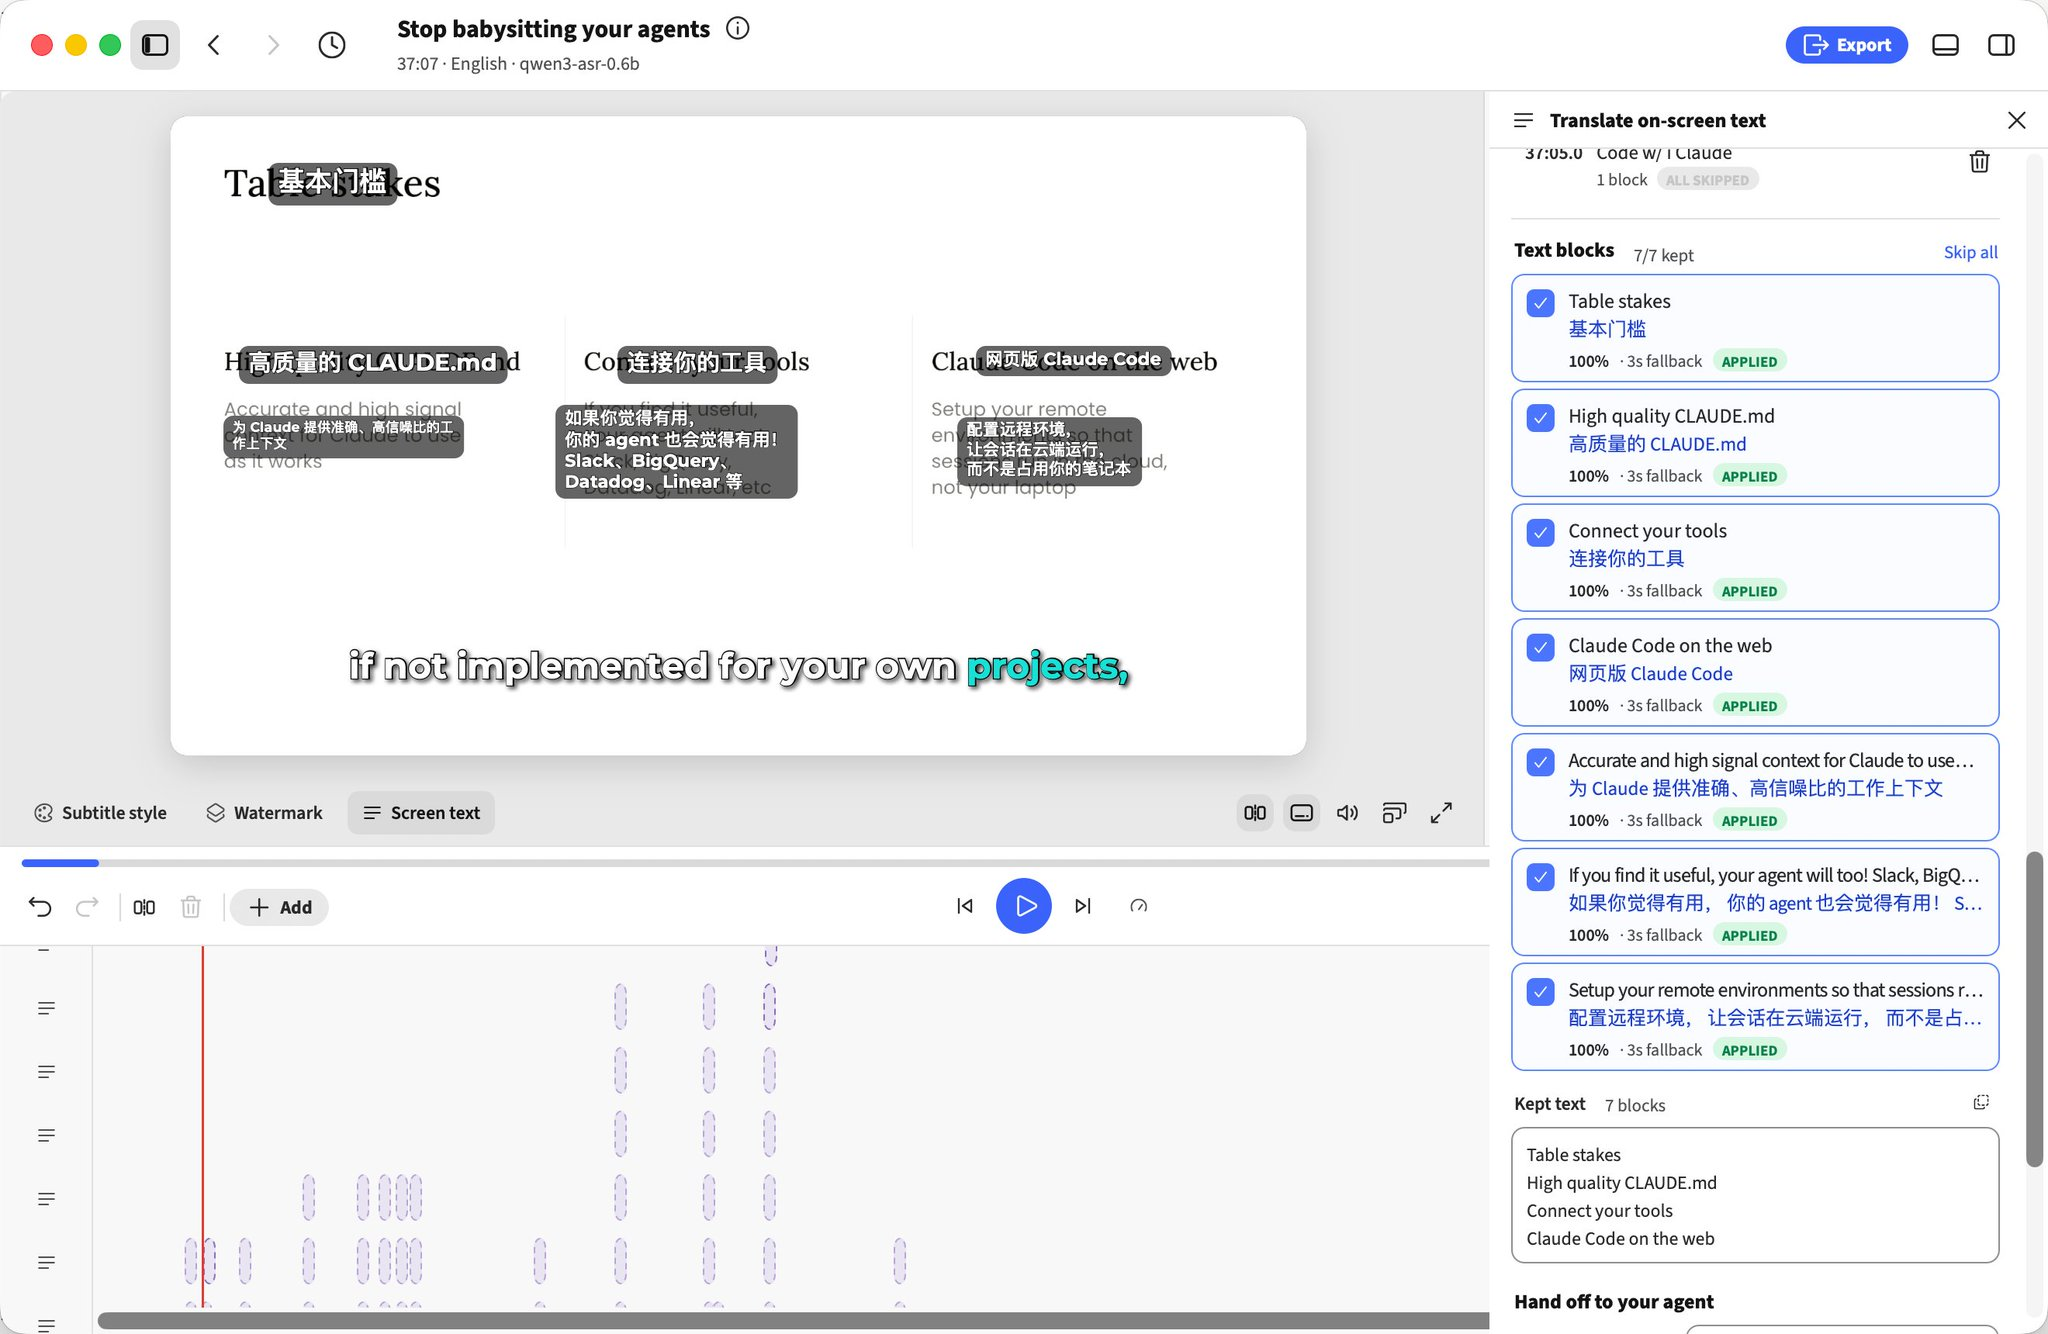 Stop babysitting your agents
37:07 · English · qwen3-asr-0.6b
Export
Table stakes
基本门槛
高质量的 CLAUDE.md
连接你的工具
网页版 Claude Code
Accurate and high signal
为 Claude 提供准确、高信噪比的工
作上下文
as it works
如果你觉得有用，
你的 agent 也会觉得有用！
Slack、BigQuery、
Datadog、Linear 等
Setup your remote
配置远程环境，
让会话在云端运行，
而不是占用你的笔记本
not your laptop
if not implemented for your own projects,
Subtitle style
Watermark
Screen text
Add
Translate on-screen text
37:05.0
1 block
ALL SKIPPED
Text blocks
7/7 kept
Skip all
Table stakes
基本门槛
100% · 3s fallback APPLIED
High quality CLAUDE.md
高质量的 CLAUDE.md
100% · 3s fallback APPLIED
Connect your tools
连接你的工具
100% · 3s fallback APPLIED
Claude Code on the web
网页版 Claude Code
100% · 3s fallback APPLIED
Accurate and high signal context for Claude to use…
为 Claude 提供准确、高信噪比的工作上下文
100% · 3s fallback APPLIED
If you find it useful, your agent will too! Slack, BigQ…
如果你觉得有用， 你的 agent 也会觉得有用！ S…
100% · 3s fallback APPLIED
Setup your remote environments so that sessions r…
配置远程环境， 让会话在云端运行， 而不是占…
100% · 3s fallback APPLIED
Kept text
7 blocks
Table stakes
High quality CLAUDE.md
Connect your tools
Claude Code on the web
Hand off to your agent